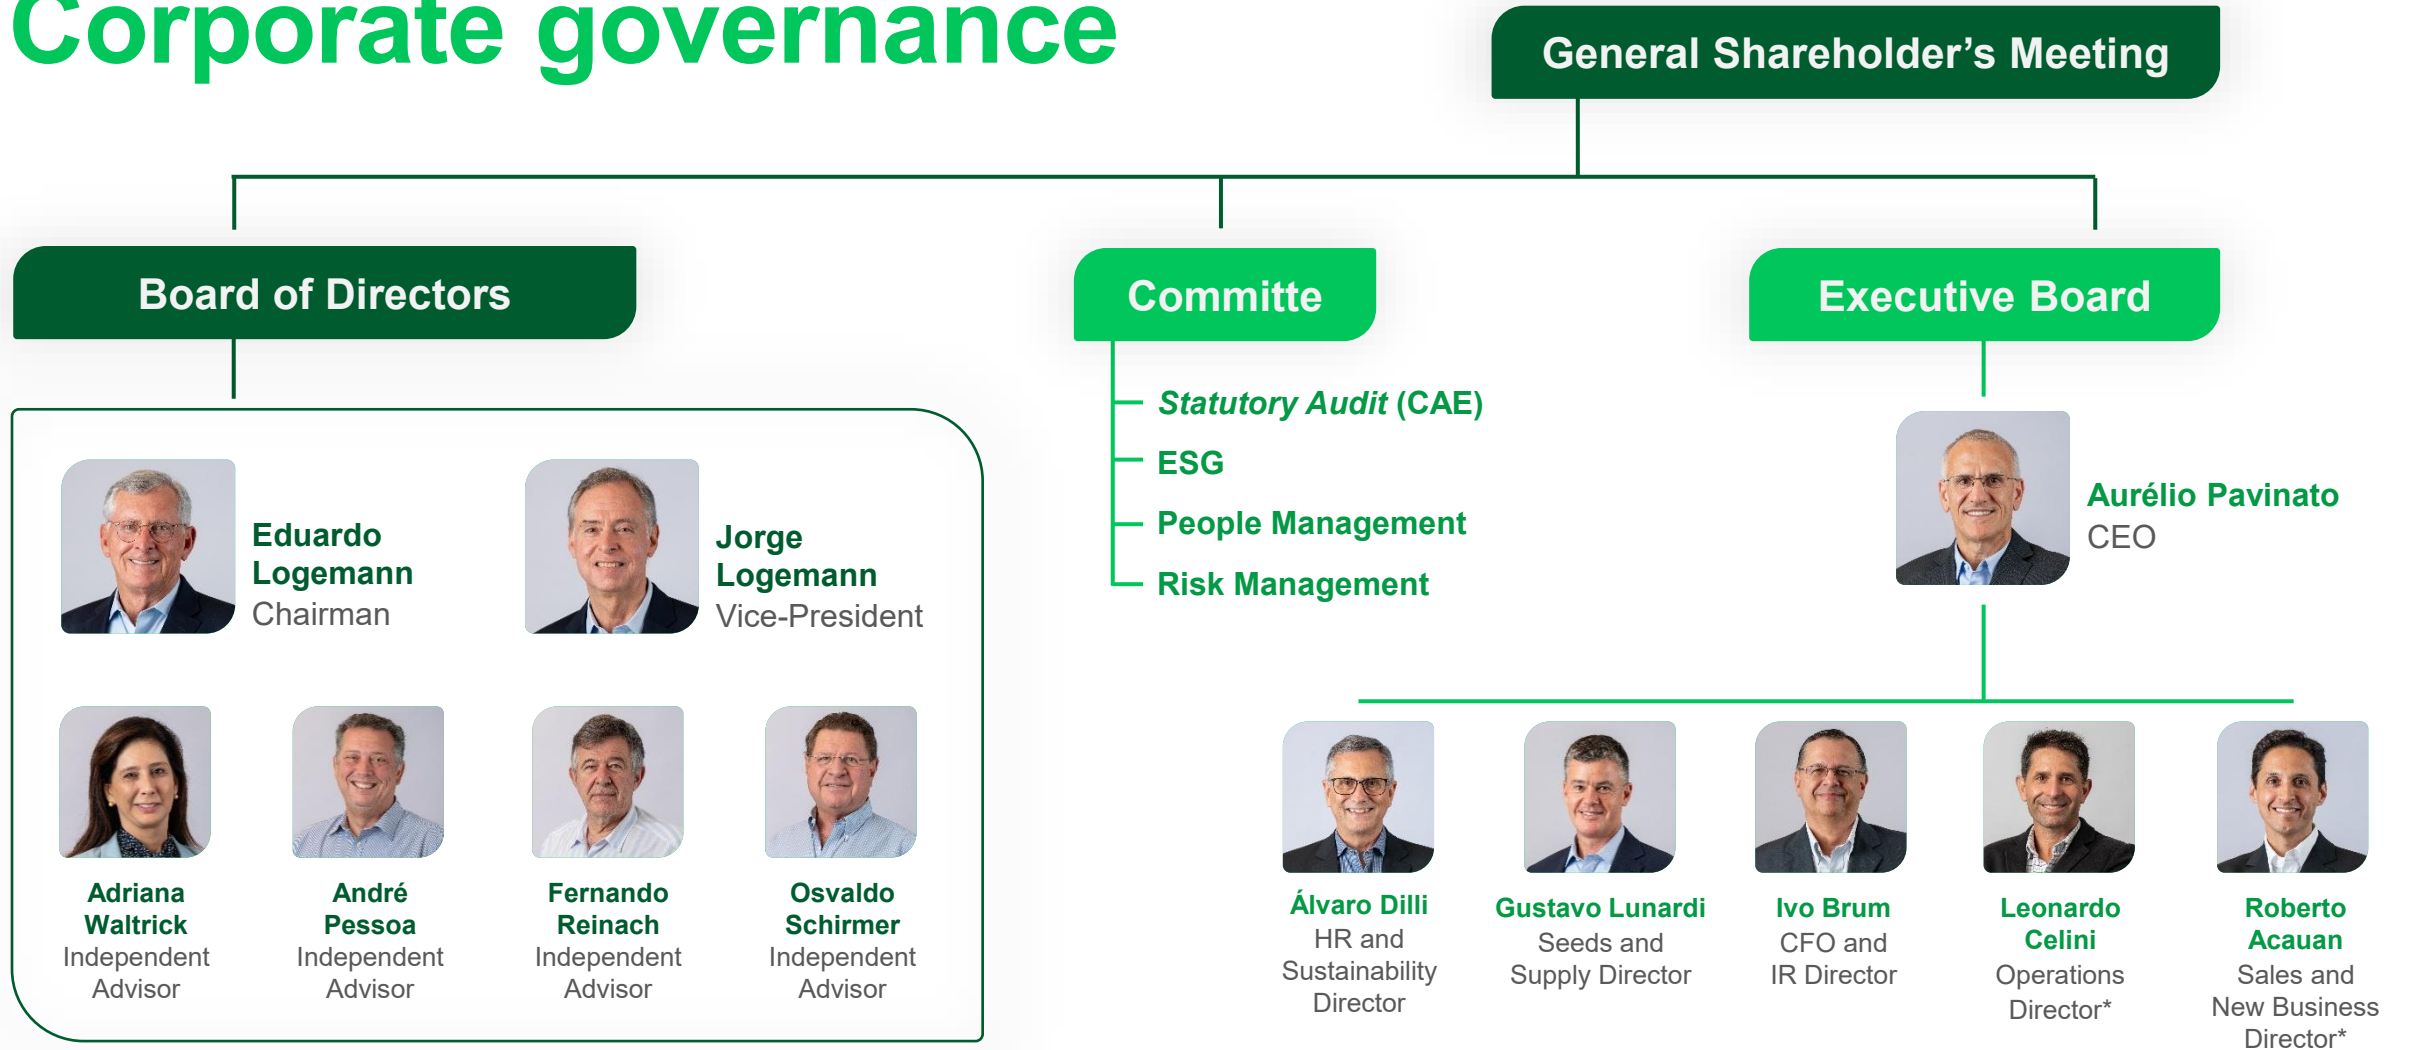 Corporate governance
General Shareholder’s Meeting
Board of Directors
Committe
Executive Board
Eduardo
Logemann
Chairman
Jorge
Logemann
Vice-President
Adriana
Waltrick
Independent
Advisor
André
Pessoa
Independent
Advisor
Fernando
Reinach
Independent
Advisor
Osvaldo
Schirmer
Independent
Advisor
Statutory Audit (CAE)
ESG
People Management
Risk Management
Aurélio Pavinato
CEO
Álvaro Dilli
HR and
Sustainability
Director
Gustavo Lunardi
Seeds and
Supply Director
Ivo Brum
CFO and
IR Director
Leonardo
Celini
Operations
Director*
Roberto
Acauan
Sales and
New Business
Director*